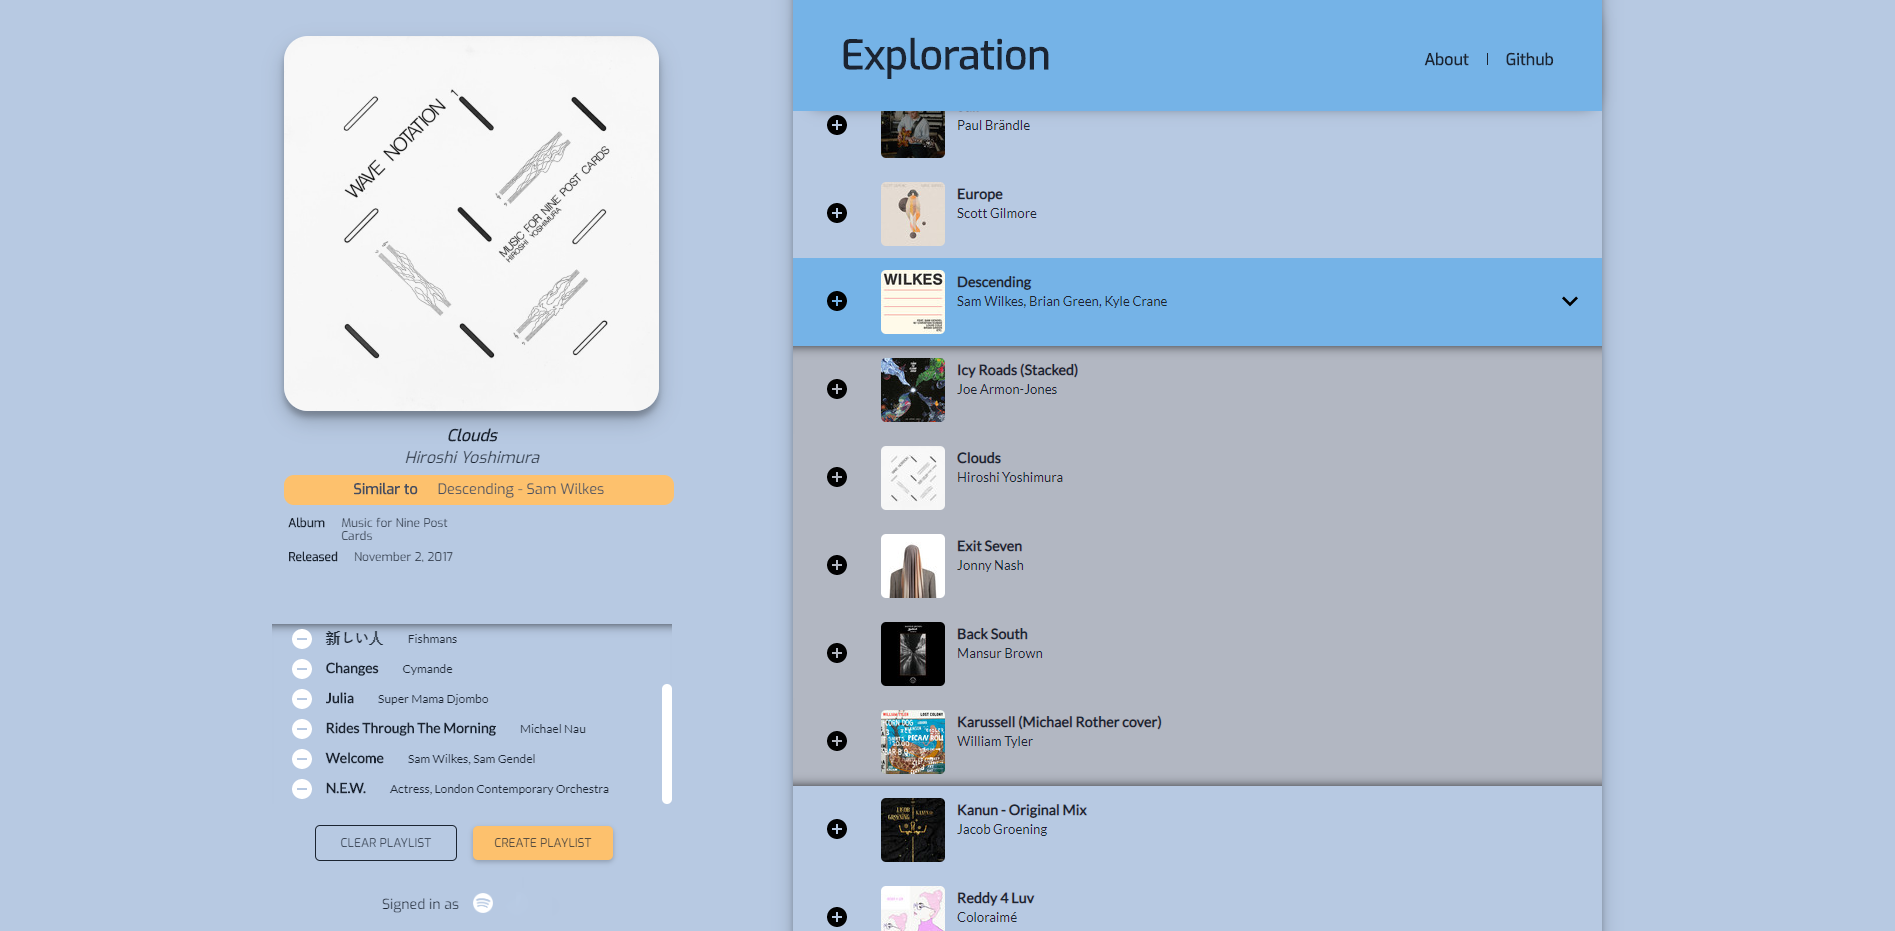 WAVE NOTATION 1
MUSIC FOR NINE POST CARDS
HIROSHI YOSHIMURA
Clouds
Hiroshi Yoshimura
Similar to Descending - Sam Wilkes
Album Music for Nine Post
Cards
Released November 2, 2017
新しい人 Fishmans
Changes Cymande
Julia Super Mama Djombo
Rides Through The Morning Michael Nau
Welcome Sam Wilkes, Sam Gendel
N.E.W. Actress, London Contemporary Orchestra
CLEAR PLAYLIST
CREATE PLAYLIST
Signed in as
Exploration
About | Github
Paul Brändle
Europe
Scott Gilmore
WILKES
Descending
Sam Wilkes, Brian Green, Kyle Crane
Icy Roads (Stacked)
Joe Armon-Jones
Clouds
Hiroshi Yoshimura
Exit Seven
Jonny Nash
Back South
Mansur Brown
Karussell (Michael Rother cover)
William Tyler
Kanun - Original Mix
Jacob Groening
Reddy 4 Luv
Coloraimé